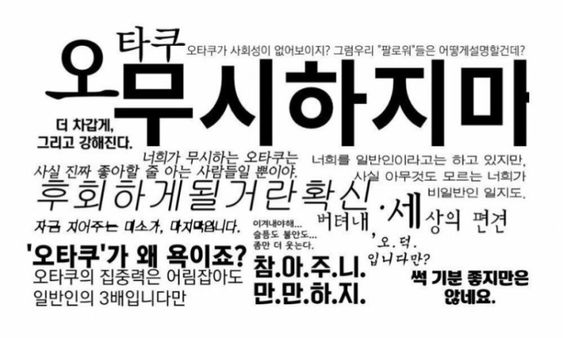 오타쿠
오타쿠가 사회성이 없어보이지? 그럼우리 "팔로워"들은 어떻게설명할건데?
무시하지마
더 차갑게,
그리고 강해진다.
너희가 무시하는 오타쿠는
사실 진짜 좋아할 줄 아는 사람들일 뿐이야.
너희를 일반인이라고는 하고 있지만,
사실 아무것도 모르는 너희가
비일반인 일지도.
후회하게될거란확신
지금 지어주는 미소가, 마지막입니다.
이겨내야해...
슬픔도 불안도...
좀만 더 웃는다.
버텨내,·세상의 편견
'오타쿠'가 왜 욕이죠?
오타쿠의 집중력은 어림잡아도
일반인의 3배입니다만
참.아.주.니.
만.만.하.지.
오.덕.
입니다만?
썩 기분 좋지만은
않네요.